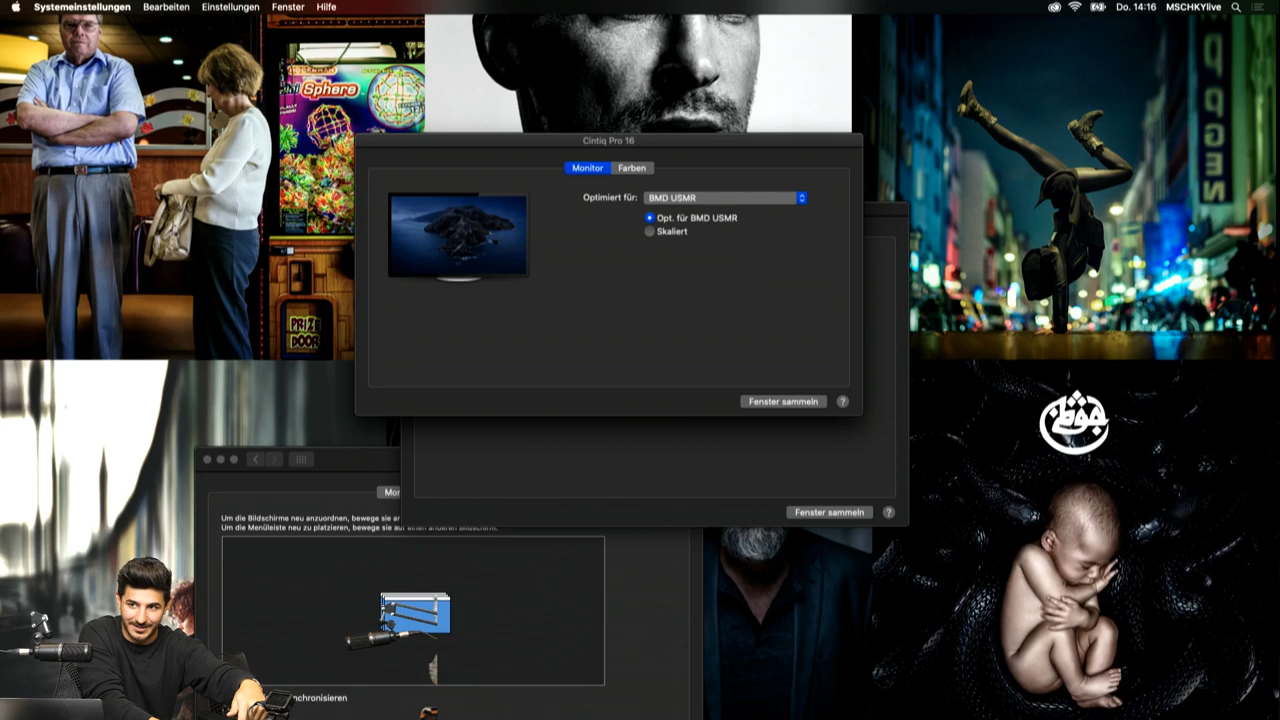 Systemeinstellungen Bearbeiten Einstellungen Fenster Hilfe
Do. 14:16 MSCHKYlive
Sphere
PRIZE
DOOR
Cintiq Pro 16
Monitor Farben
Optimiert für: BMD USMR
Opt. für BMD USMR
Skaliert
Fenster sammeln ?
Fenster sammeln ?
Mon
Um die Bildschirme neu anzuordnen, bewege sie
Um die Menüleiste neu zu platzieren, bewege sie auf einen anderen Bildschirm.
nchronisieren